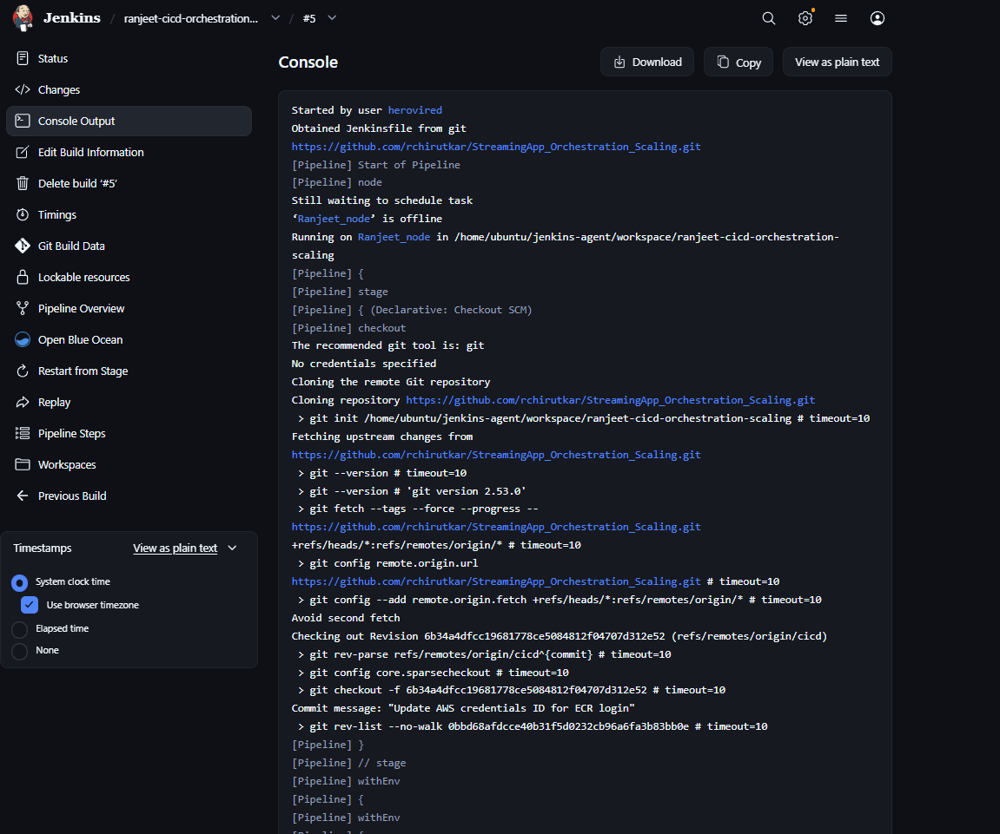 Jenkins / ranjeet-cicd-orchestration... / #5
Status
Changes
Console Output
Edit Build Information
Delete build ‘#5’
Timings
Git Build Data
Lockable resources
Pipeline Overview
Open Blue Ocean
Restart from Stage
Replay
Pipeline Steps
Workspaces
Previous Build
Timestamps View as plain text
System clock time
Use browser timezone
Elapsed time
None
Console
Download Copy View as plain text
Started by user herovired
Obtained Jenkinsfile from git
https://github.com/rchirutkar/StreamingApp_Orchestration_Scaling.git
[Pipeline] Start of Pipeline
[Pipeline] node
Still waiting to schedule task
‘Ranjeet_node’ is offline
Running on Ranjeet_node in /home/ubuntu/jenkins-agent/workspace/ranjeet-cicd-orchestration-
scaling
[Pipeline] {
[Pipeline] stage
[Pipeline] { (Declarative: Checkout SCM)
[Pipeline] checkout
The recommended git tool is: git
No credentials specified
Cloning the remote Git repository
Cloning repository https://github.com/rchirutkar/StreamingApp_Orchestration_Scaling.git
> git init /home/ubuntu/jenkins-agent/workspace/ranjeet-cicd-orchestration-scaling # timeout=10
Fetching upstream changes from
https://github.com/rchirutkar/StreamingApp_Orchestration_Scaling.git
> git --version # timeout=10
> git --version # 'git version 2.53.0'
> git fetch --tags --force --progress --
https://github.com/rchirutkar/StreamingApp_Orchestration_Scaling.git
+refs/heads/*:refs/remotes/origin/* # timeout=10
> git config remote.origin.url
https://github.com/rchirutkar/StreamingApp_Orchestration_Scaling.git # timeout=10
> git config --add remote.origin.fetch +refs/heads/*:refs/remotes/origin/* # timeout=10
Avoid second fetch
Checking out Revision 6b34a4dfcc19681778ce5084812f04707d312e52 (refs/remotes/origin/cicd)
> git rev-parse refs/remotes/origin/cicd^{commit} # timeout=10
> git config core.sparsecheckout # timeout=10
> git checkout -f 6b34a4dfcc19681778ce5084812f04707d312e52 # timeout=10
Commit message: "Update AWS credentials ID for ECR login"
> git rev-list --no-walk 0bbd68afdcce40b31f5d0232cb96a6fa3b83bb0e # timeout=10
[Pipeline] }
[Pipeline] // stage
[Pipeline] withEnv
[Pipeline] {
[Pipeline] withEnv